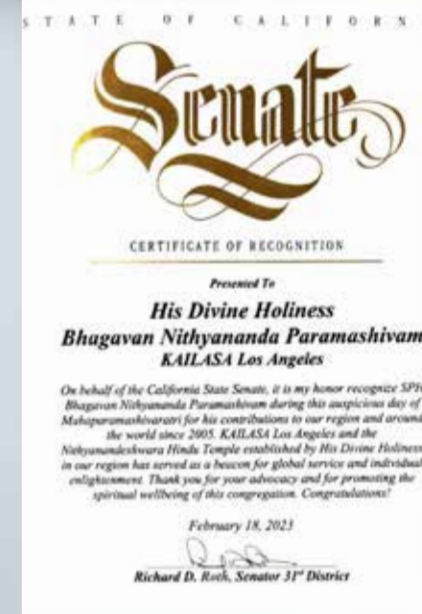 STATE OF CALIFORN
Senate
CERTIFICATE OF RECOGNITION
Presented To
His Divine Holiness
Bhagavan Nithyananda Paramashivam
KAILASA Los Angeles
On behalf of the California State Senate, it is my honor recognize SPH
Bhagavan Nithyananda Paramashivam during this auspicious day of
Mahaparamashivaratri for his contributions to our region and around
the world since 2005. KAILASA Los Angeles and the
Nithyanandeshwara Hindu Temple established by His Divine Holiness
in our region has served as a beacon for global service and individual
enlightenment. Thank you for your advocacy and for promoting the
spiritual wellbeing of this congregation. Congratulations!
February 18, 2023
Richard D. Roth, Senator 31st District